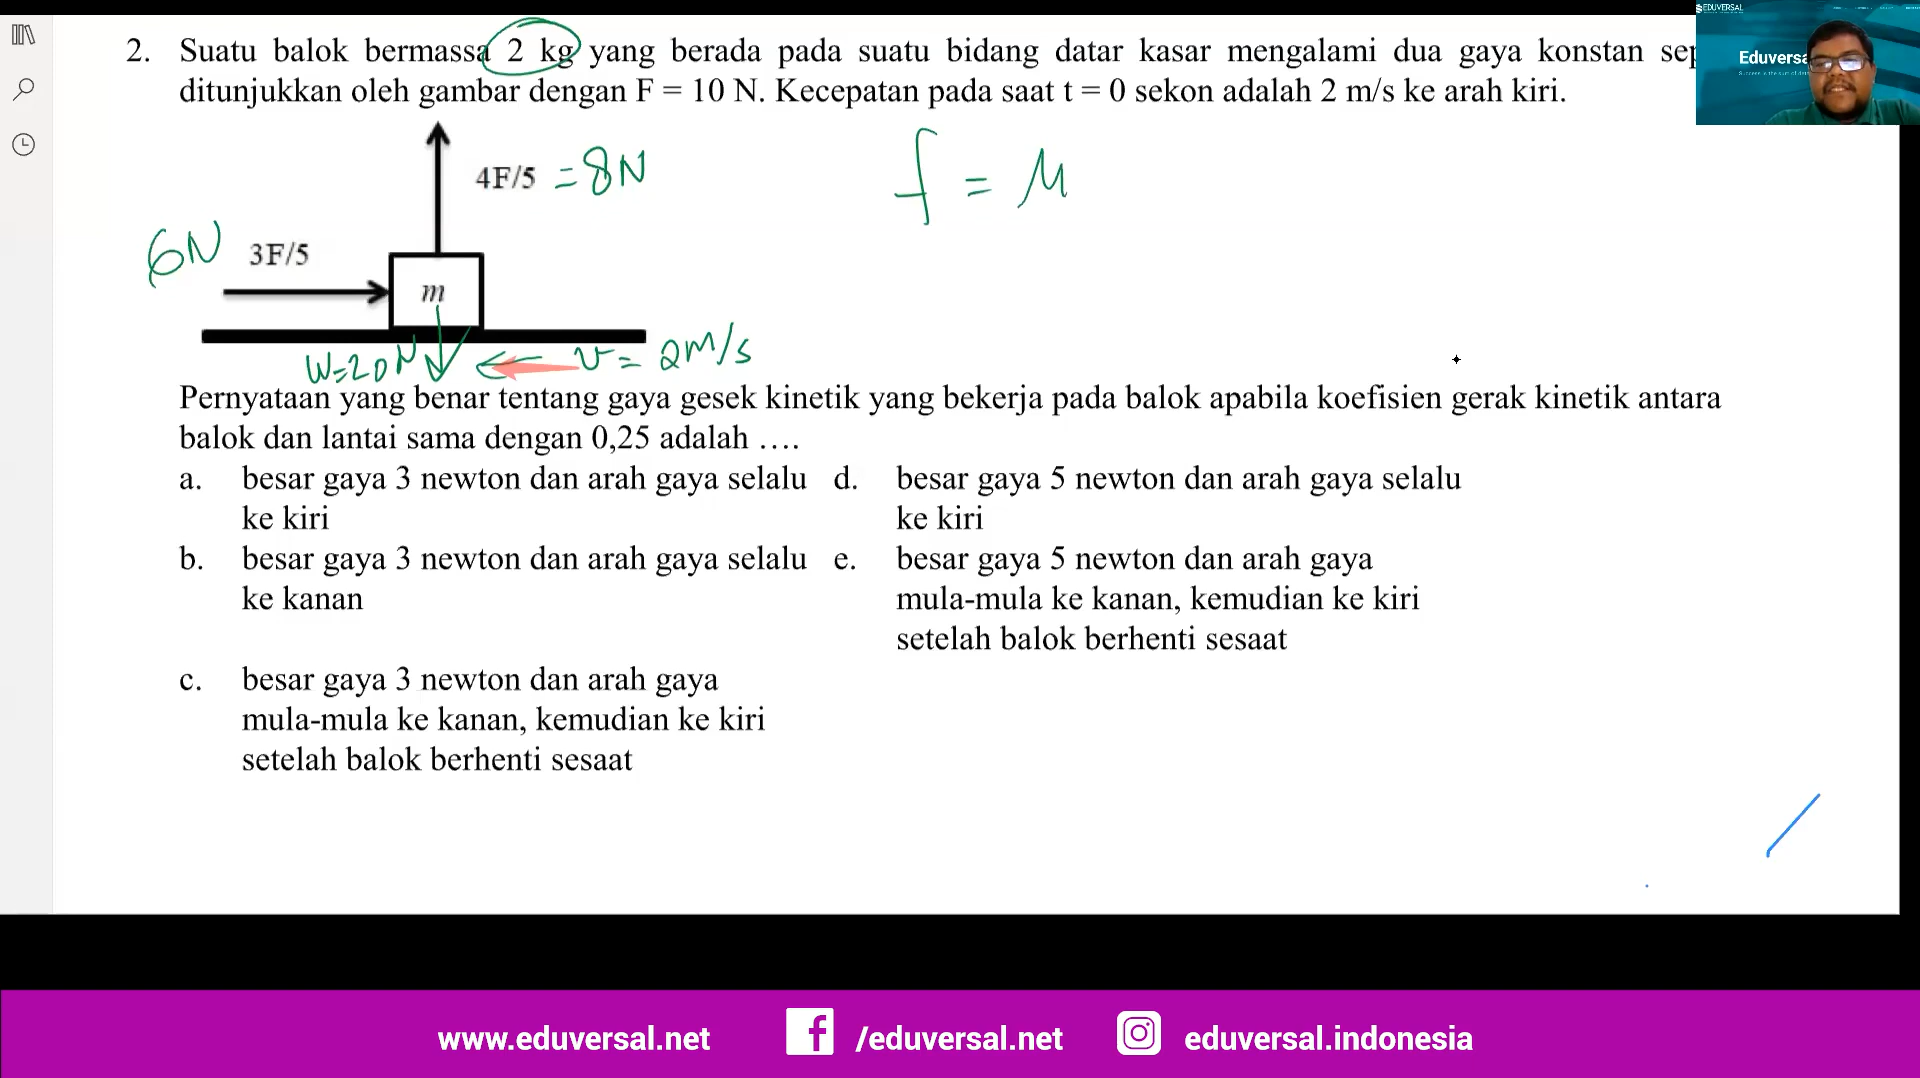 EDUVERSAL
2. Suatu balok bermassa 2 kg yang berada pada suatu bidang datar kasar mengalami dua gaya konstan sep
ditunjukkan oleh gambar dengan F = 10 N. Kecepatan pada saat t = 0 sekon adalah 2 m/s ke arah kiri.
4F/5 = 8N
f = μ
6N 3F/5
m
W=20N
v = 2m/s
Pernyataan yang benar tentang gaya gesek kinetik yang bekerja pada balok apabila koefisien gerak kinetik antara
balok dan lantai sama dengan 0,25 adalah ….
a. besar gaya 3 newton dan arah gaya selalu
ke kiri
b. besar gaya 3 newton dan arah gaya selalu
ke kanan
c. besar gaya 3 newton dan arah gaya
mula-mula ke kanan, kemudian ke kiri
setelah balok berhenti sesaat
d. besar gaya 5 newton dan arah gaya selalu
ke kiri
e. besar gaya 5 newton dan arah gaya
mula-mula ke kanan, kemudian ke kiri
setelah balok berhenti sesaat
www.eduversal.net
/eduversal.net
eduversal.indonesia